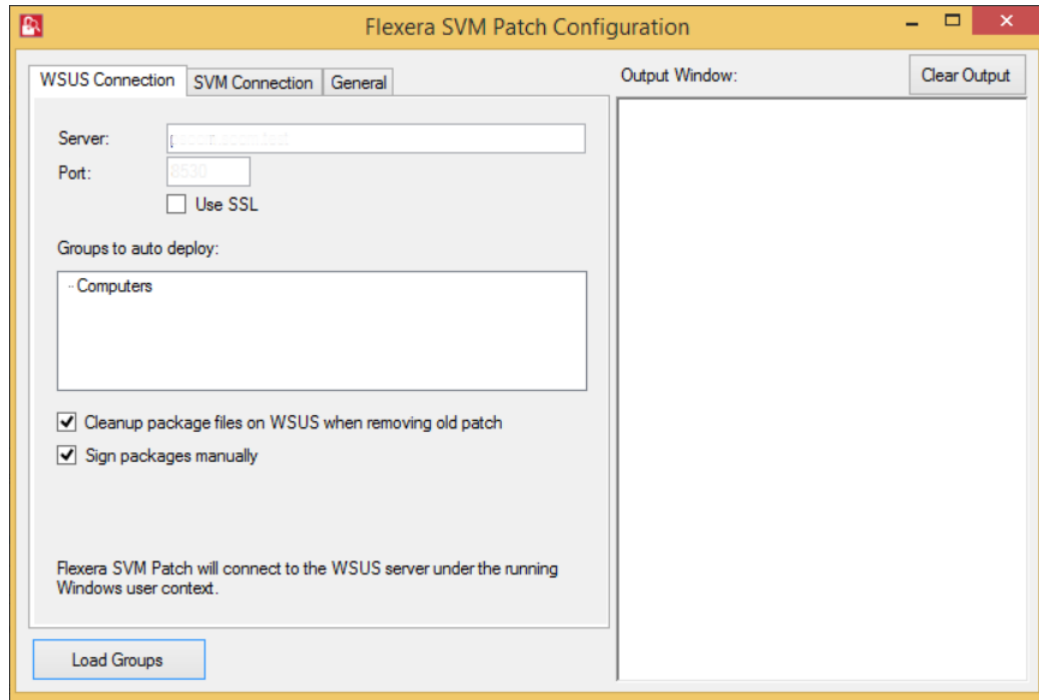 Flexera SVM Patch Configuration
WSUS Connection
SVM Connection
General
Server:
Port:
8530
Use SSL
Groups to auto deploy:
Computers
Cleanup package files on WSUS when removing old patch
Sign packages manually
Flexera SVM Patch will connect to the WSUS server under the running
Windows user context.
Load Groups
Output Window:
Clear Output